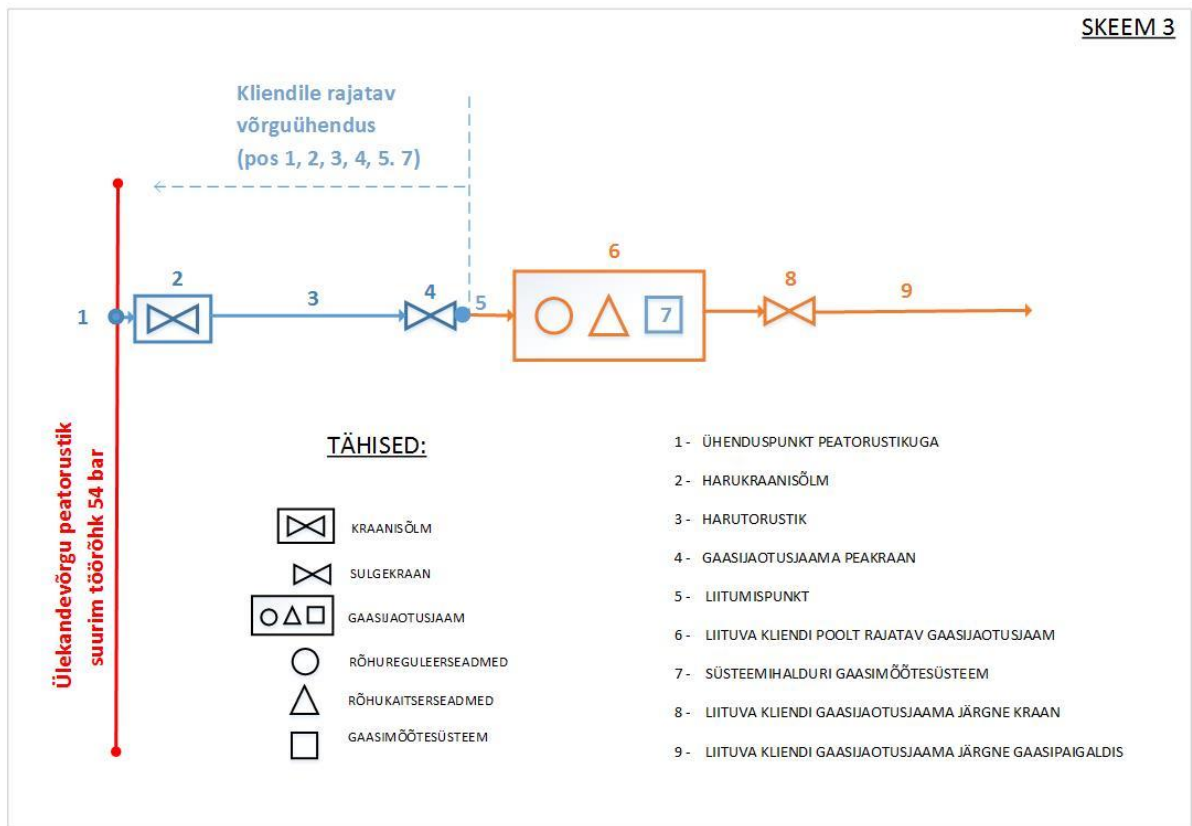 SKEEM 3
Kliendile rajatav
võrguühendus
(pos 1, 2, 3, 4, 5. 7)
1
2
3
4
5
6
7
8
9
Ülekandevõrgu peatorustik
suurim töörõhk 54 bar
TÄHISED:
KRAANISÕLM
SULGEKRAAN
GAASIJAOTUSJAAM
RÕHUREGULEERSEADMED
RÕHUKAITSERSEADMED
GAASIMÕÕTESÜSTEEM
1 - ÜHENDUSPUNKT PEATORUSTIKUGA
2 - HARUKRAANISÕLM
3 - HARUTORUSTIK
4 - GAASIJAOTUSJAAMA PEAKRAAN
5 - LIITUMISPUNKT
6 - LIITUVA KLIENDI POOLT RAJATAV GAASIJAOTUSJAAM
7 - SÜSTEEMIHALDURI GAASIMÕÕTESÜSTEEM
8 - LIITUVA KLIENDI GAASIJAOTUSJAAMA JÄRGNE KRAAN
9 - LIITUVA KLIENDI GAASIJAOTUSJAAMA JÄRGNE GAASIPAIGALDIS